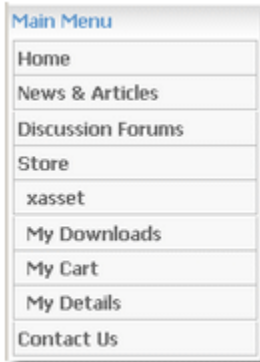 Main Menu
Home
News & Articles
Discussion Forums
Store
xasset
My Downloads
My Cart
My Details
Contact Us